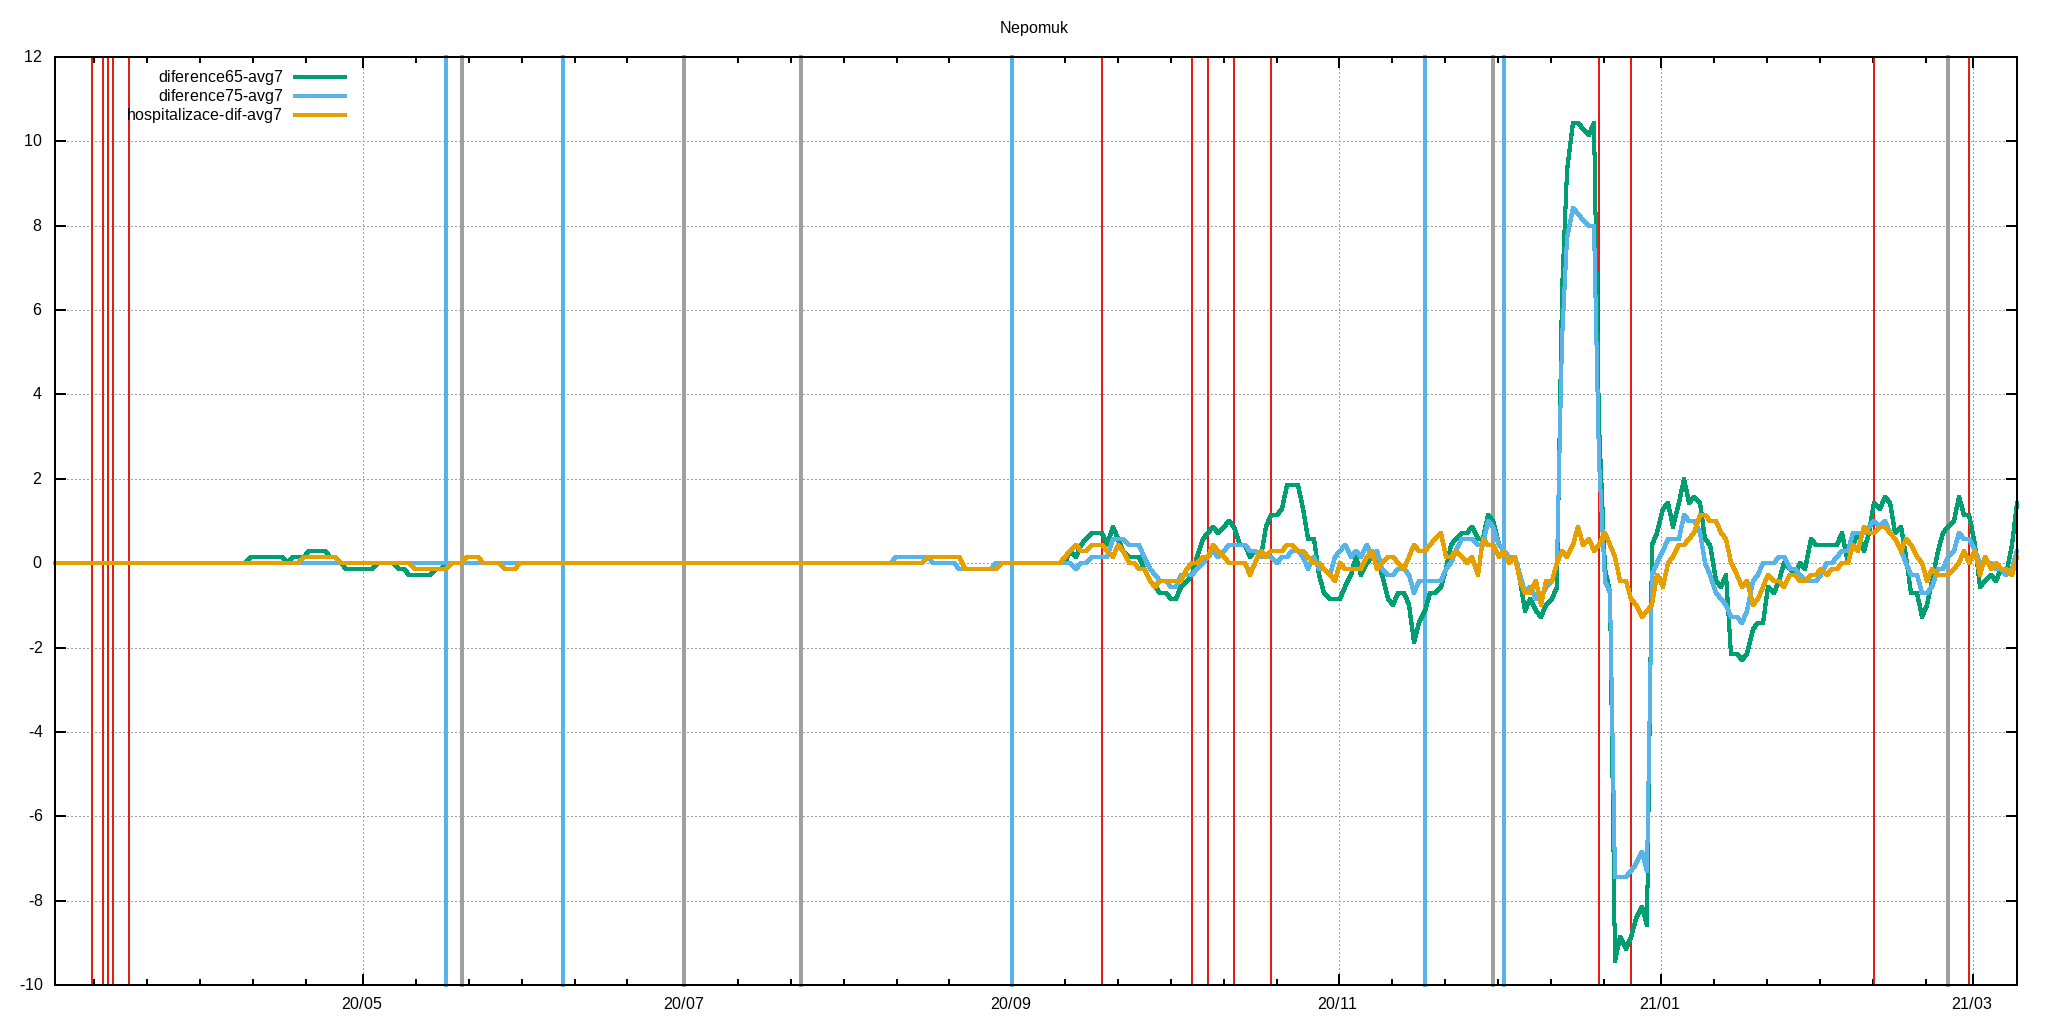 Nepomuk
12
diference65-avg7
diference75-avg7
hospitalizace-dif-avg7
10
8
6
4
2
0
-2
-4
-6
-8
-10
20/05 20/07 20/09 20/11 21/01 21/03